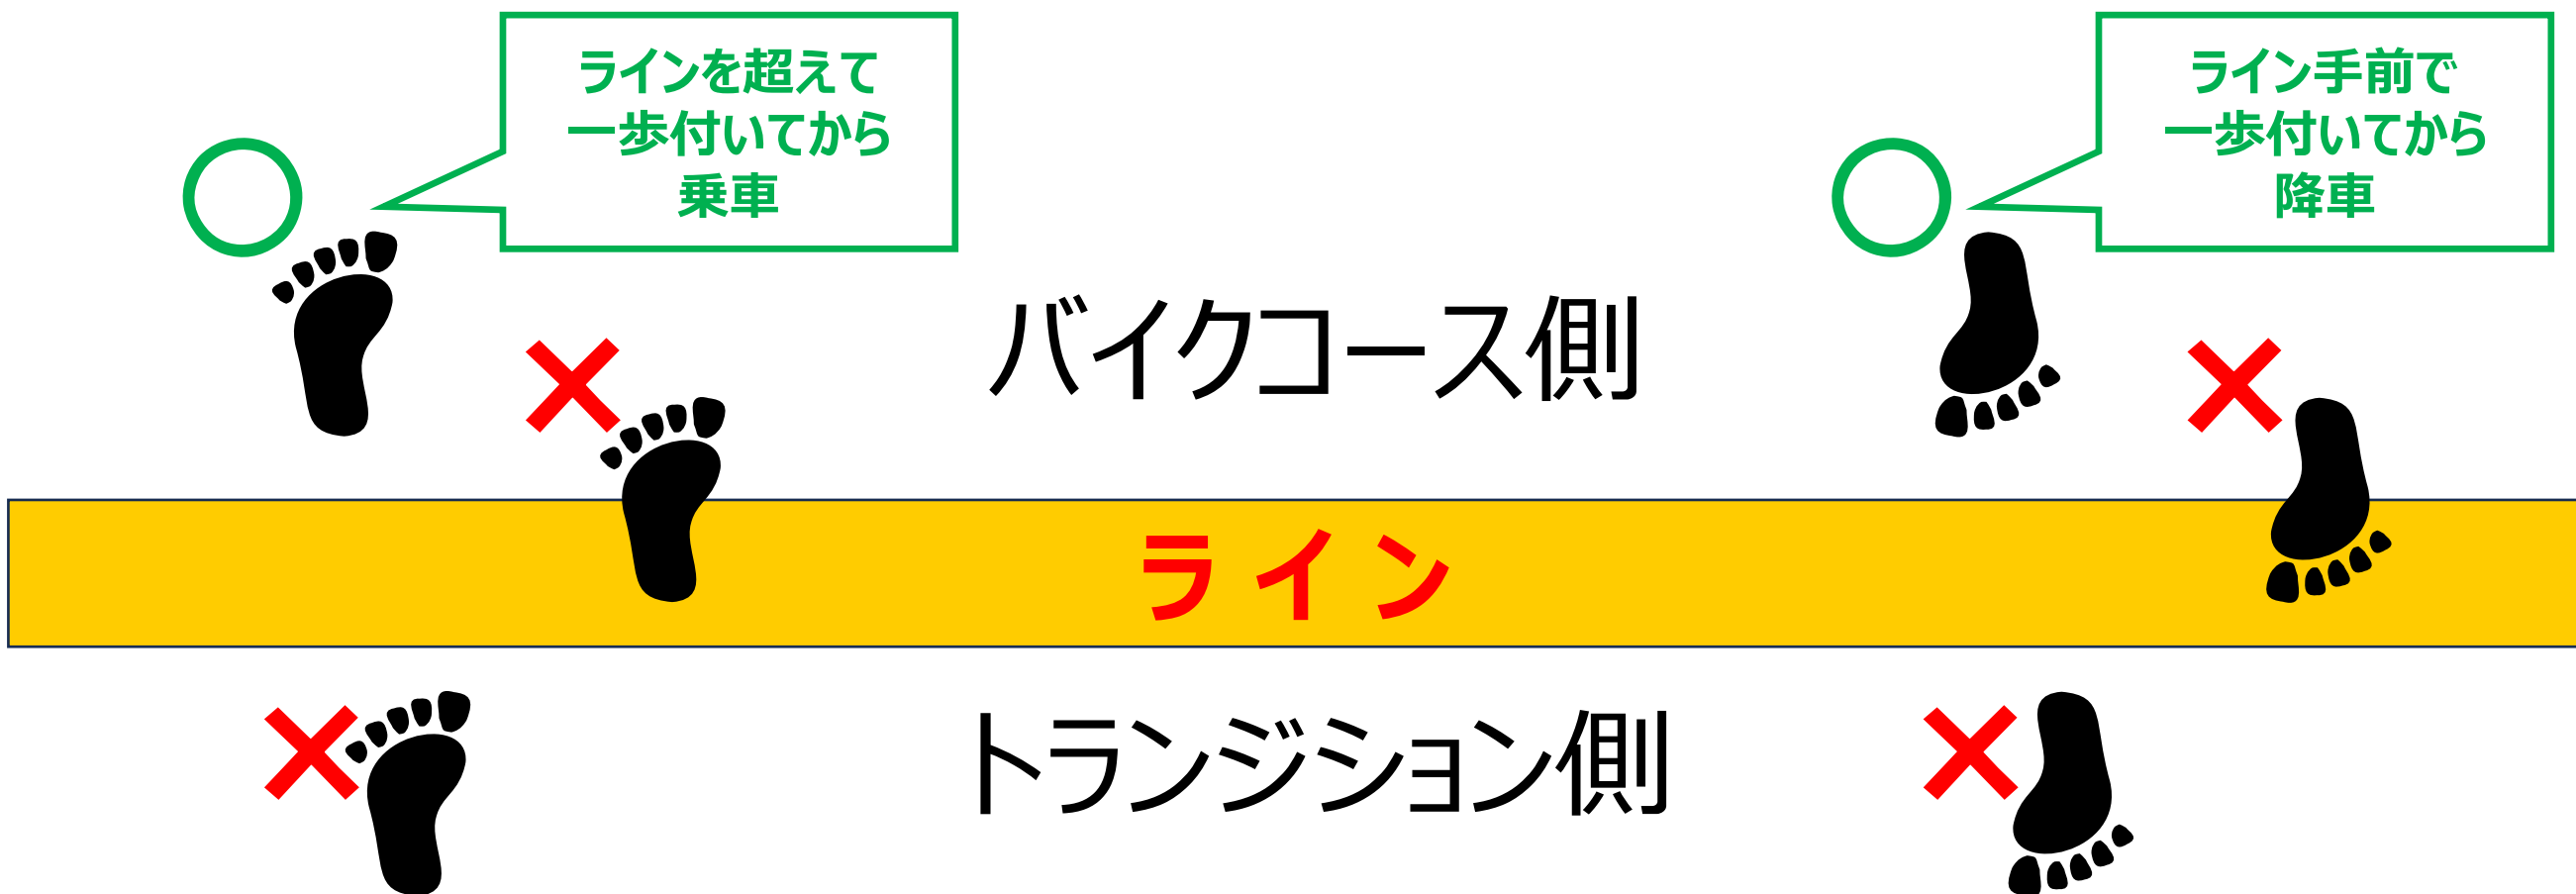 ラインを超えて
一歩付いてから
乗車
ライン手前で
一歩付いてから
降車
バイクコース側
ライン
トランジション側